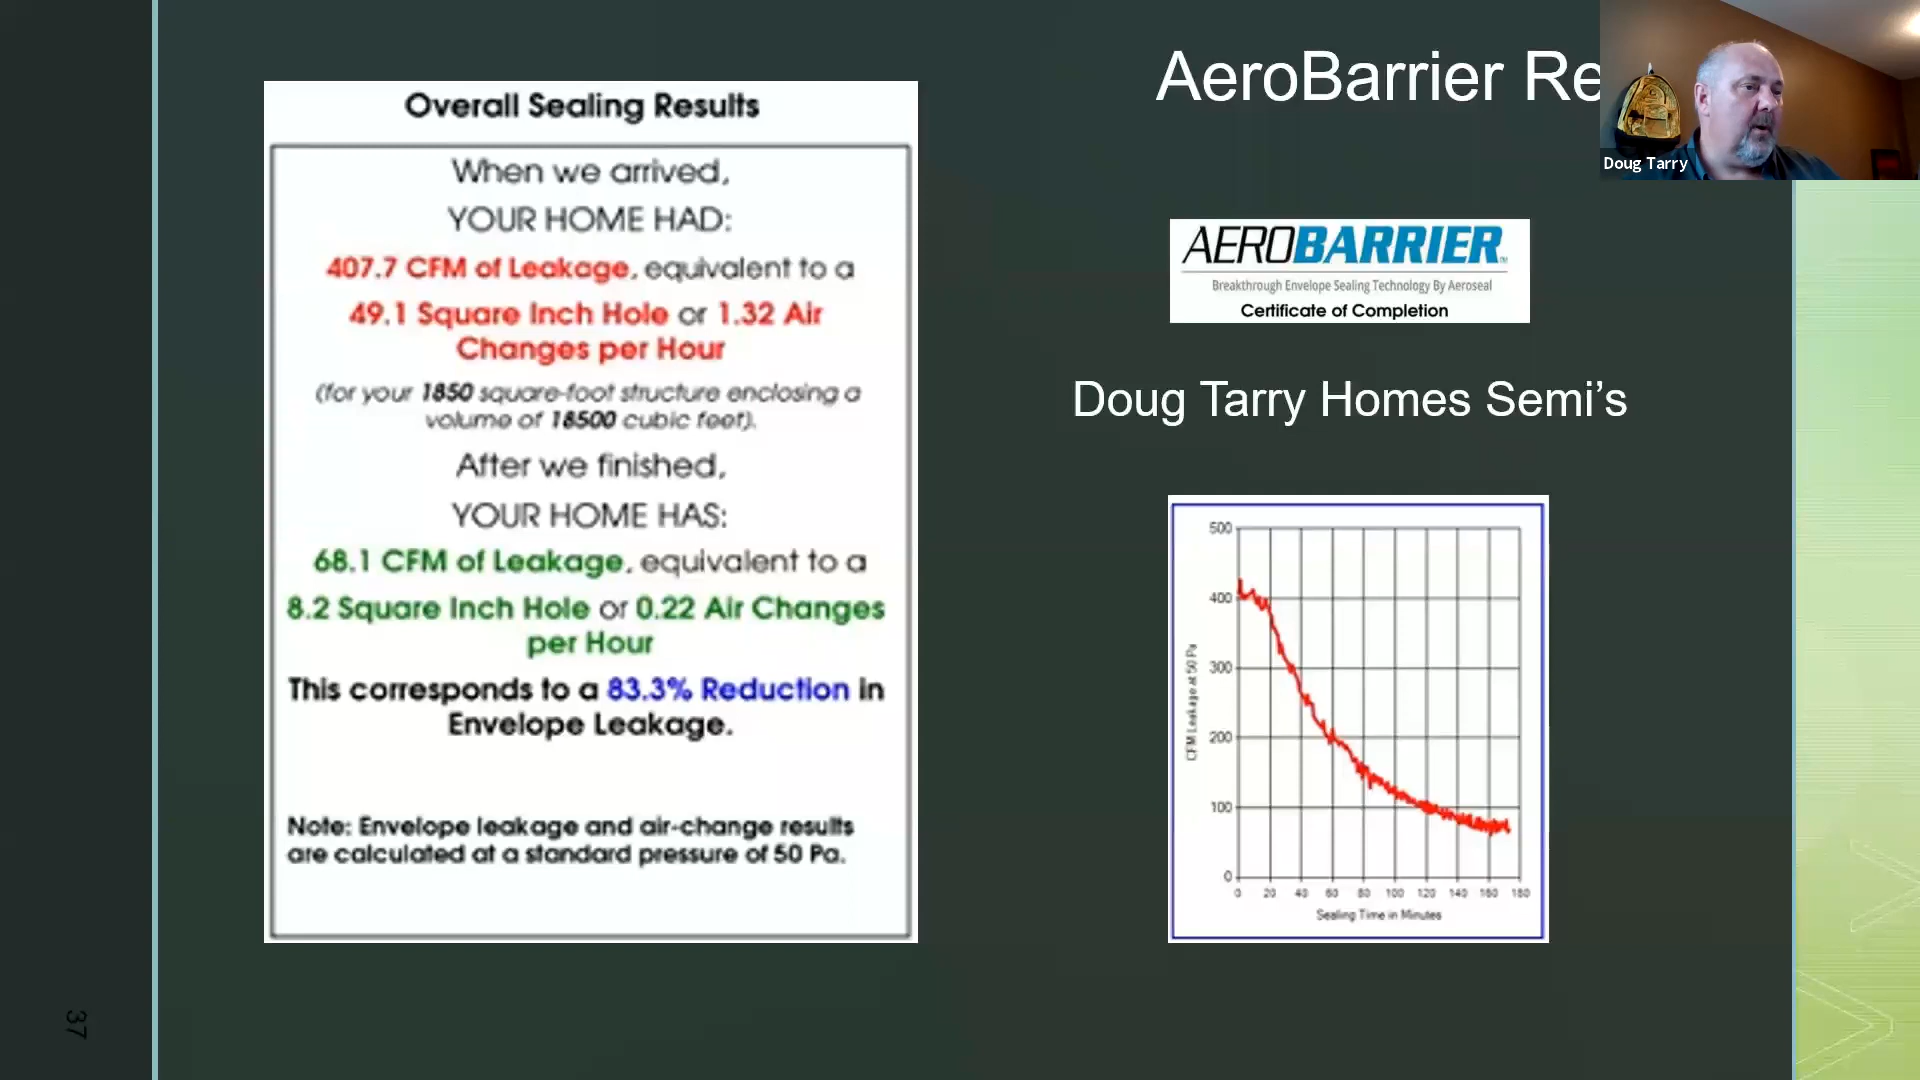 AeroBarrier Re
Doug Tarry
Overall Sealing Results
When we arrived,
YOUR HOME HAD:
407.7 CFM of Leakage, equivalent to a
49.1 Square Inch Hole or 1.32 Air
Changes per Hour
(for your 1850 square-foot structure enclosing a
volume of 18500 cubic feet).
After we finished,
YOUR HOME HAS:
68.1 CFM of Leakage, equivalent to a
8.2 Square Inch Hole or 0.22 Air Changes
per Hour
This corresponds to a 83.3% Reduction in
Envelope Leakage.
Note: Envelope leakage and air-change results
are calculated at a standard pressure of 50 Pa.
AEROBARRIER™
Breakthrough Envelope Sealing Technology By Aeroseal
Certificate of Completion
Doug Tarry Homes Semi’s
500
400
300
200
100
0
CFM Leakage at 50 Pa
0 20 40 60 80 100 120 140 160 180
Sealing Time in Minutes
37